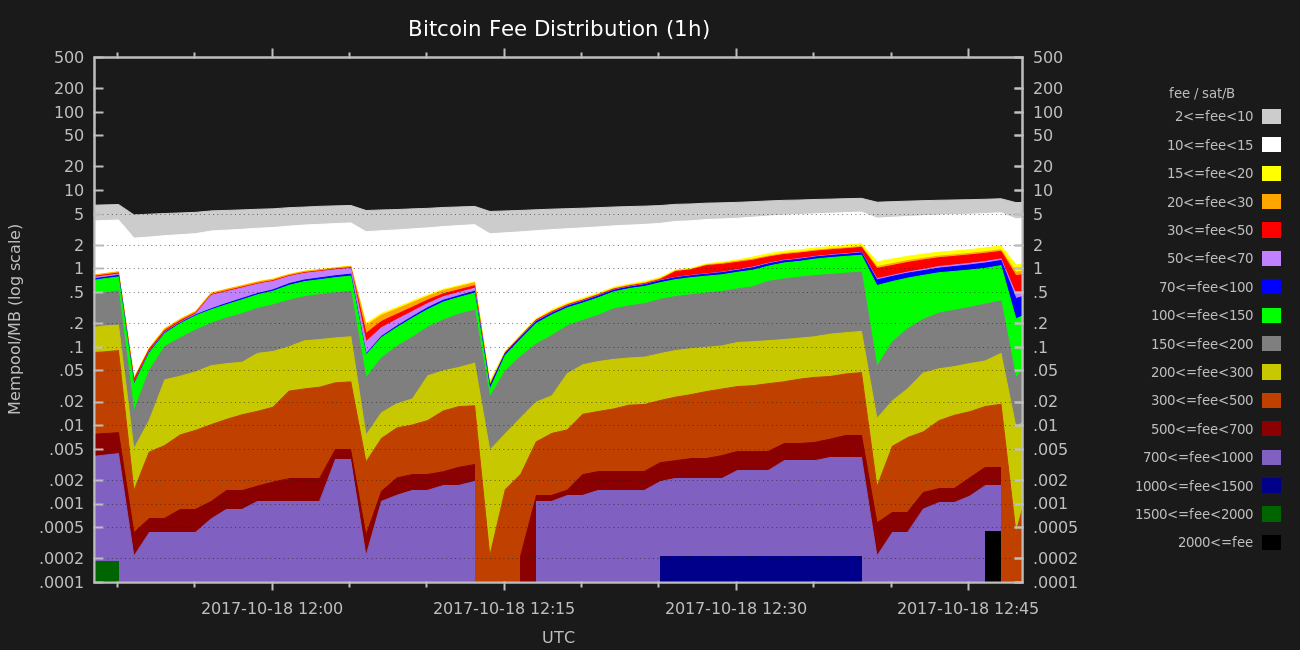 Bitcoin Fee Distribution (1h)
Mempool/MB (log scale)
500
200
100
50
20
10
5
2
1
.5
.2
.1
.05
.02
.01
.005
.002
.001
.0005
.0002
.0001
500
200
100
50
20
10
5
2
1
.5
.2
.1
.05
.02
.01
.005
.002
.001
.0005
.0002
.0001
2017-10-18 12:00
2017-10-18 12:15
2017-10-18 12:30
2017-10-18 12:45
UTC
fee / sat/B
2<=fee<10
10<=fee<15
15<=fee<20
20<=fee<30
30<=fee<50
50<=fee<70
70<=fee<100
100<=fee<150
150<=fee<200
200<=fee<300
300<=fee<500
500<=fee<700
700<=fee<1000
1000<=fee<1500
1500<=fee<2000
2000<=fee